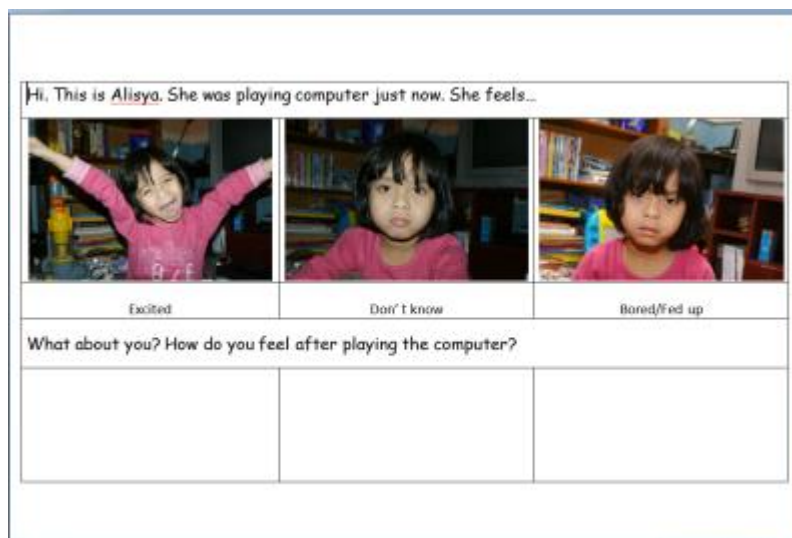 Hi. This is Alisya. She was playing computer just now. She feels...
Excited
Don't know
Bored/Fed up
What about you? How do you feel after playing the computer?